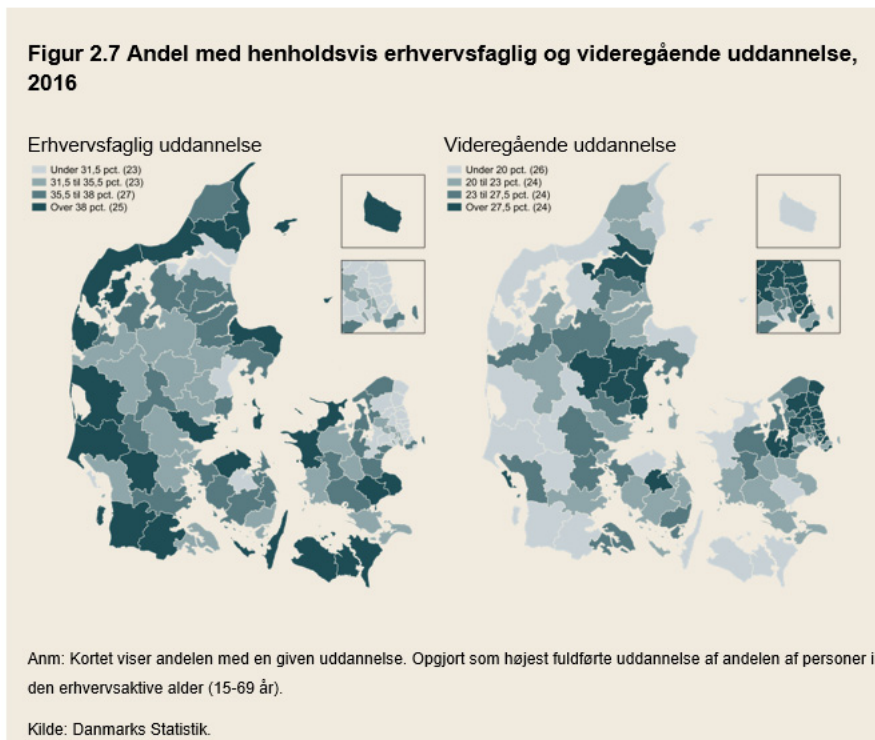 Figur 2.7 Andel med henholdsvis erhvervsfaglig og videregående uddannelse,
2016
Erhvervsfaglig uddannelse
Under 31,5 pct. (23)
31,5 til 35,5 pct. (23)
35,5 til 38 pct. (27)
Over 38 pct. (25)
Videregående uddannelse
Under 20 pct. (26)
20 til 23 pct. (24)
23 til 27,5 pct. (24)
Over 27,5 pct. (24)
Anm: Kortet viser andelen med en given uddannelse. Opgjort som højest fuldførte uddannelse af andelen af personer i
den erhvervsaktive alder (15-69 år).
Kilde: Danmarks Statistik.